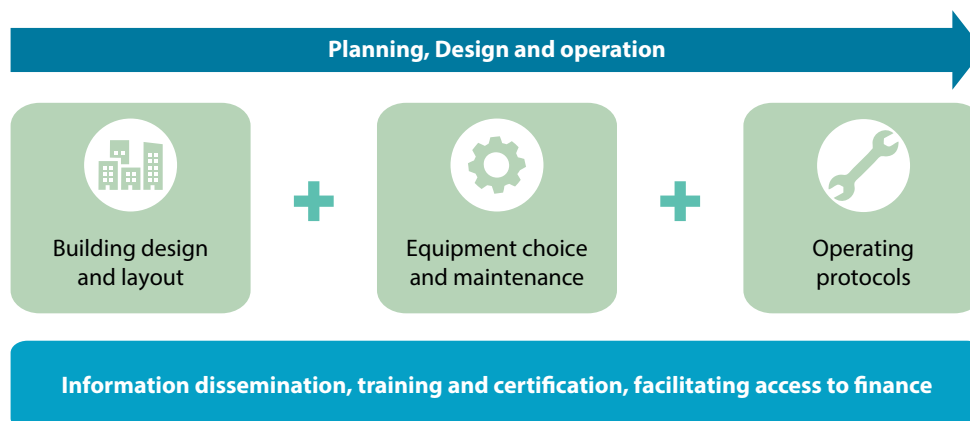 Planning, Design and operation
Building design
and layout
Equipment choice
and maintenance
Operating
protocols
Information dissemination, training and certification, facilitating access to finance